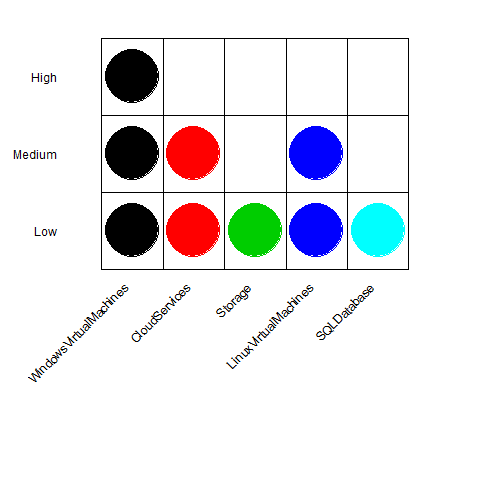 High
Medium
Low
WindowsVirtualMachines
CloudServices
Storage
LinuxVirtualMachines
SQLDatabase